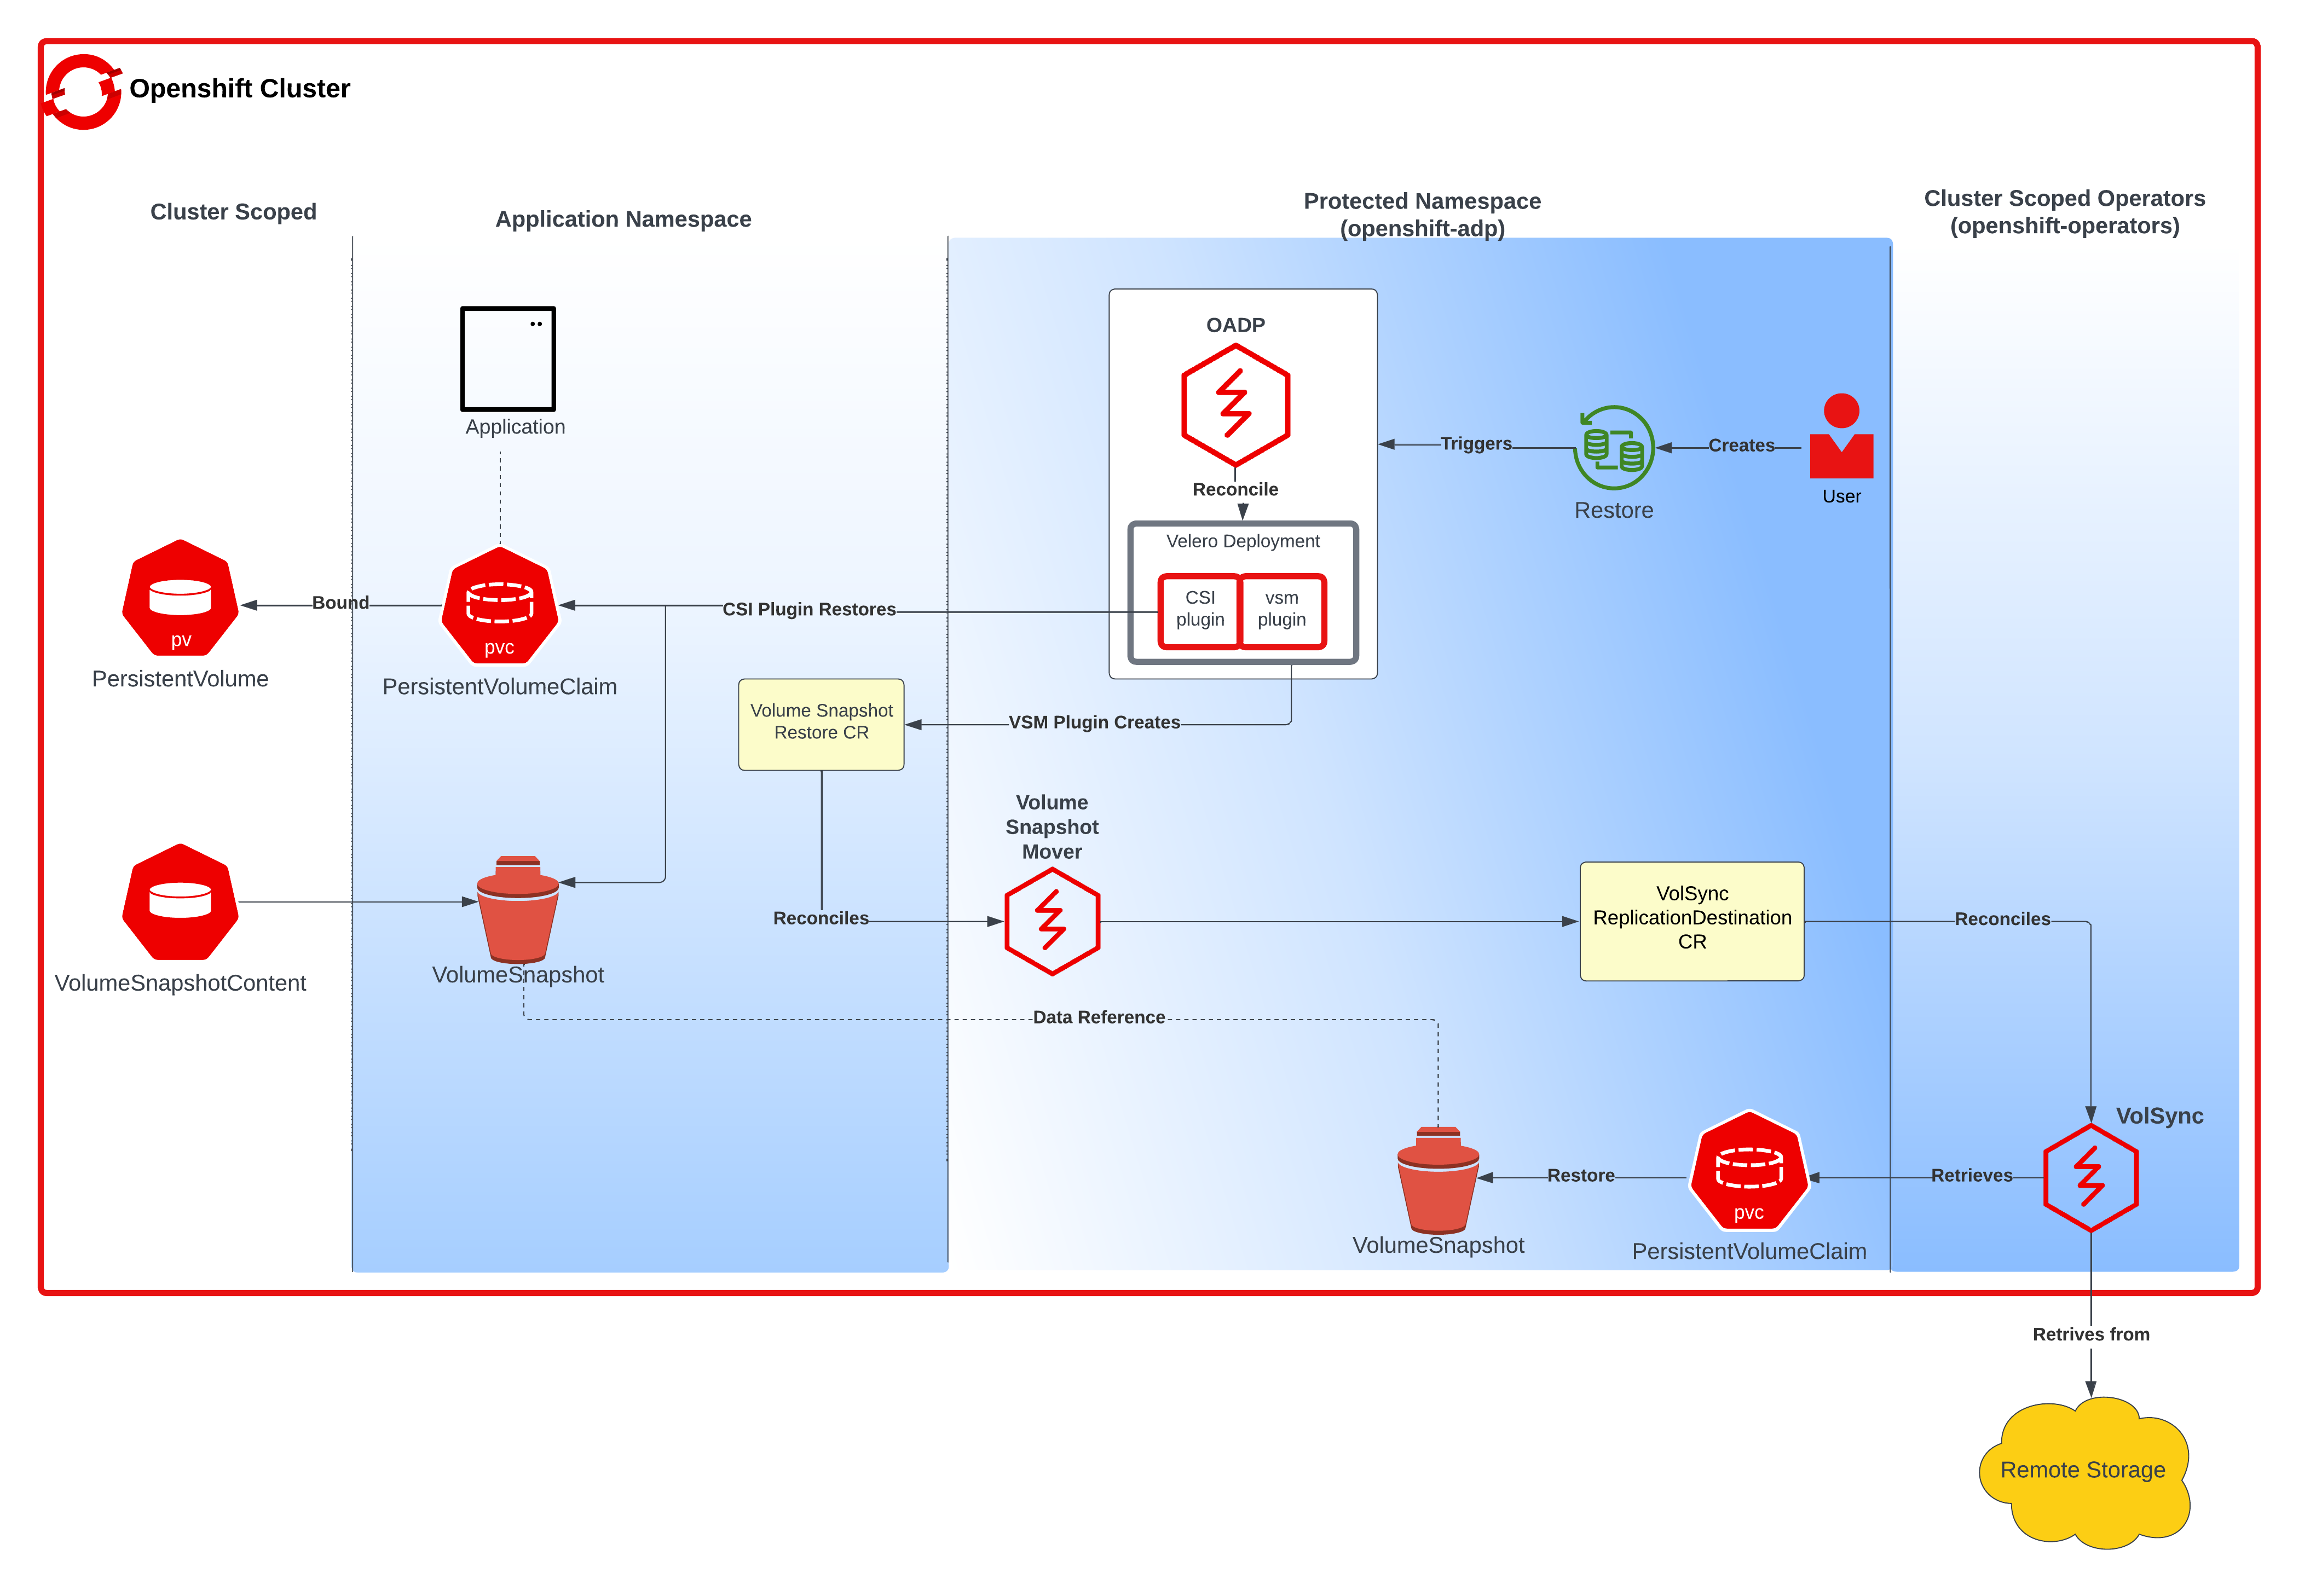 Openshift Cluster
Cluster Scoped
Application Namespace
Protected Namespace
(openshift-adp)
Cluster Scoped Operators
(openshift-operators)
OADP
Application
Triggers
Creates
Reconcile
User
Restore
Velero Deployment
CSI
plugin
vsm
plugin
Bound
CSI Plugin Restores
pv
pvc
PersistentVolume
PersistentVolumeClaim
Volume Snapshot
Restore CR
VSM Plugin Creates
Volume
Snapshot
Mover
VolSync
ReplicationDestination
CR
Reconciles
Reconciles
VolumeSnapshotContent
VolumeSnapshot
Data Reference
VolSync
Restore
Retrieves
pvc
VolumeSnapshot
PersistentVolumeClaim
Retrives from
Remote Storage